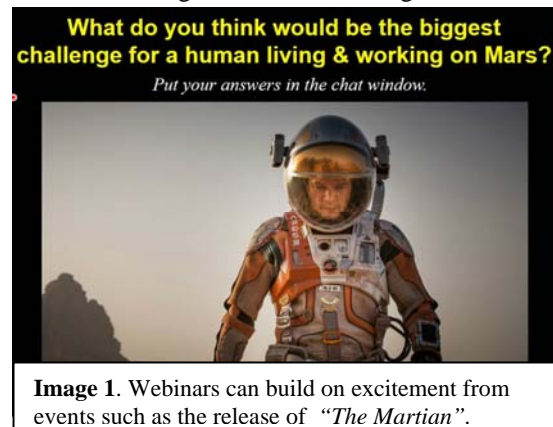 What do you think would be the biggest
challenge for a human living & working on Mars?
Put your answers in the chat window.
Image 1. Webinars can build on excitement from
events such as the release of “The Martian”.